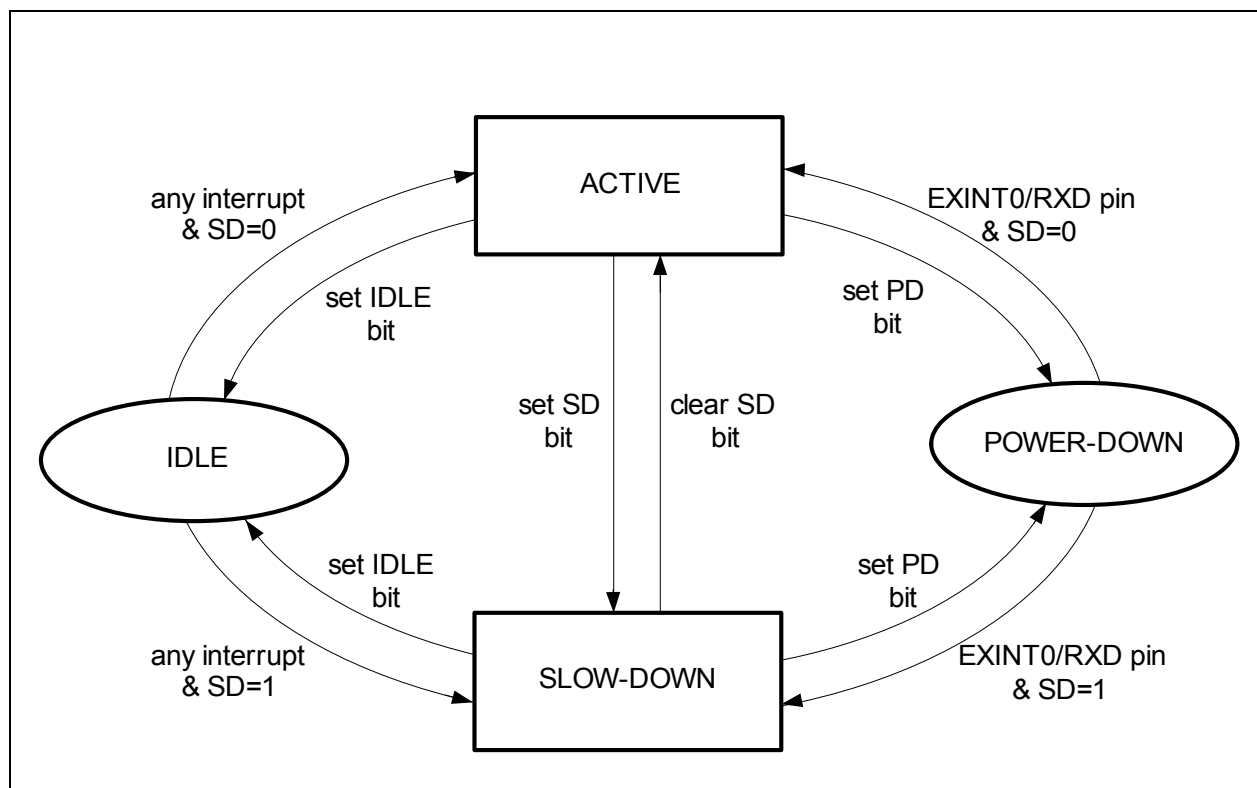 ACTIVE
any interrupt
& SD=0
EXINT0/RXD pin
& SD=0
set IDLE
bit
set PD
bit
set SD
bit
clear SD
bit
IDLE
POWER-DOWN
set IDLE
bit
set PD
bit
any interrupt
& SD=1
SLOW-DOWN
EXINT0/RXD pin
& SD=1